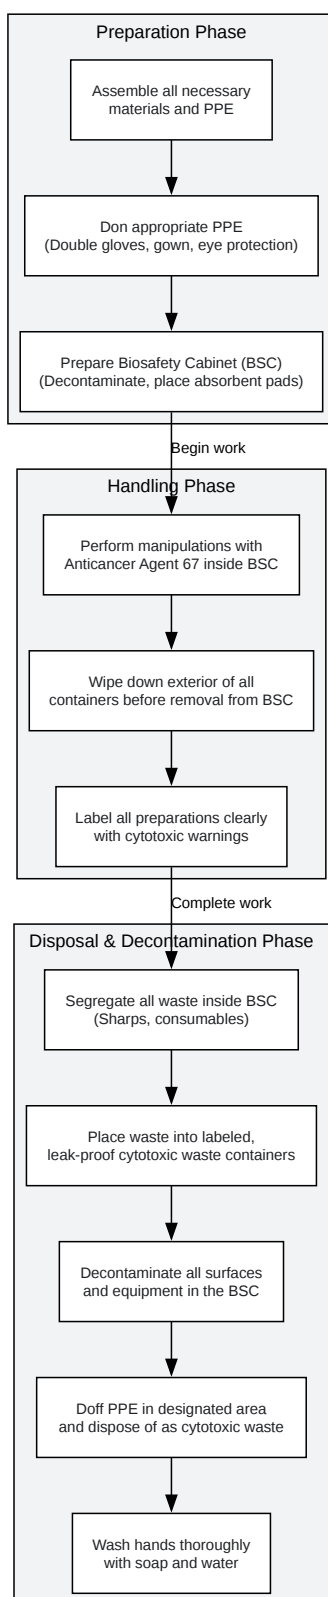 Preparation Phase
Assemble all necessary
materials and PPE
Don appropriate PPE
(Double gloves, gown, eye protection)
Prepare Biosafety Cabinet (BSC)
(Decontaminate, place absorbent pads)
Begin work
Handling Phase
Perform manipulations with
Anticancer Agent 67 inside BSC
Wipe down exterior of all
containers before removal from BSC
Label all preparations clearly
with cytotoxic warnings
Complete work
Disposal & Decontamination Phase
Segregate all waste inside BSC
(Sharps, consumables)
Place waste into labeled,
leak-proof cytotoxic waste containers
Decontaminate all surfaces
and equipment in the BSC
Doff PPE in designated area
and dispose of as cytotoxic waste
Wash hands thoroughly
with soap and water